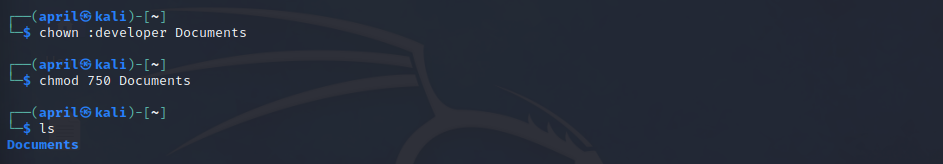 ┌──(april㉿kali)-[~]
└─$ chown :developer Documents
┌──(april㉿kali)-[~]
└─$ chmod 750 Documents
┌──(april㉿kali)-[~]
└─$ ls
Documents